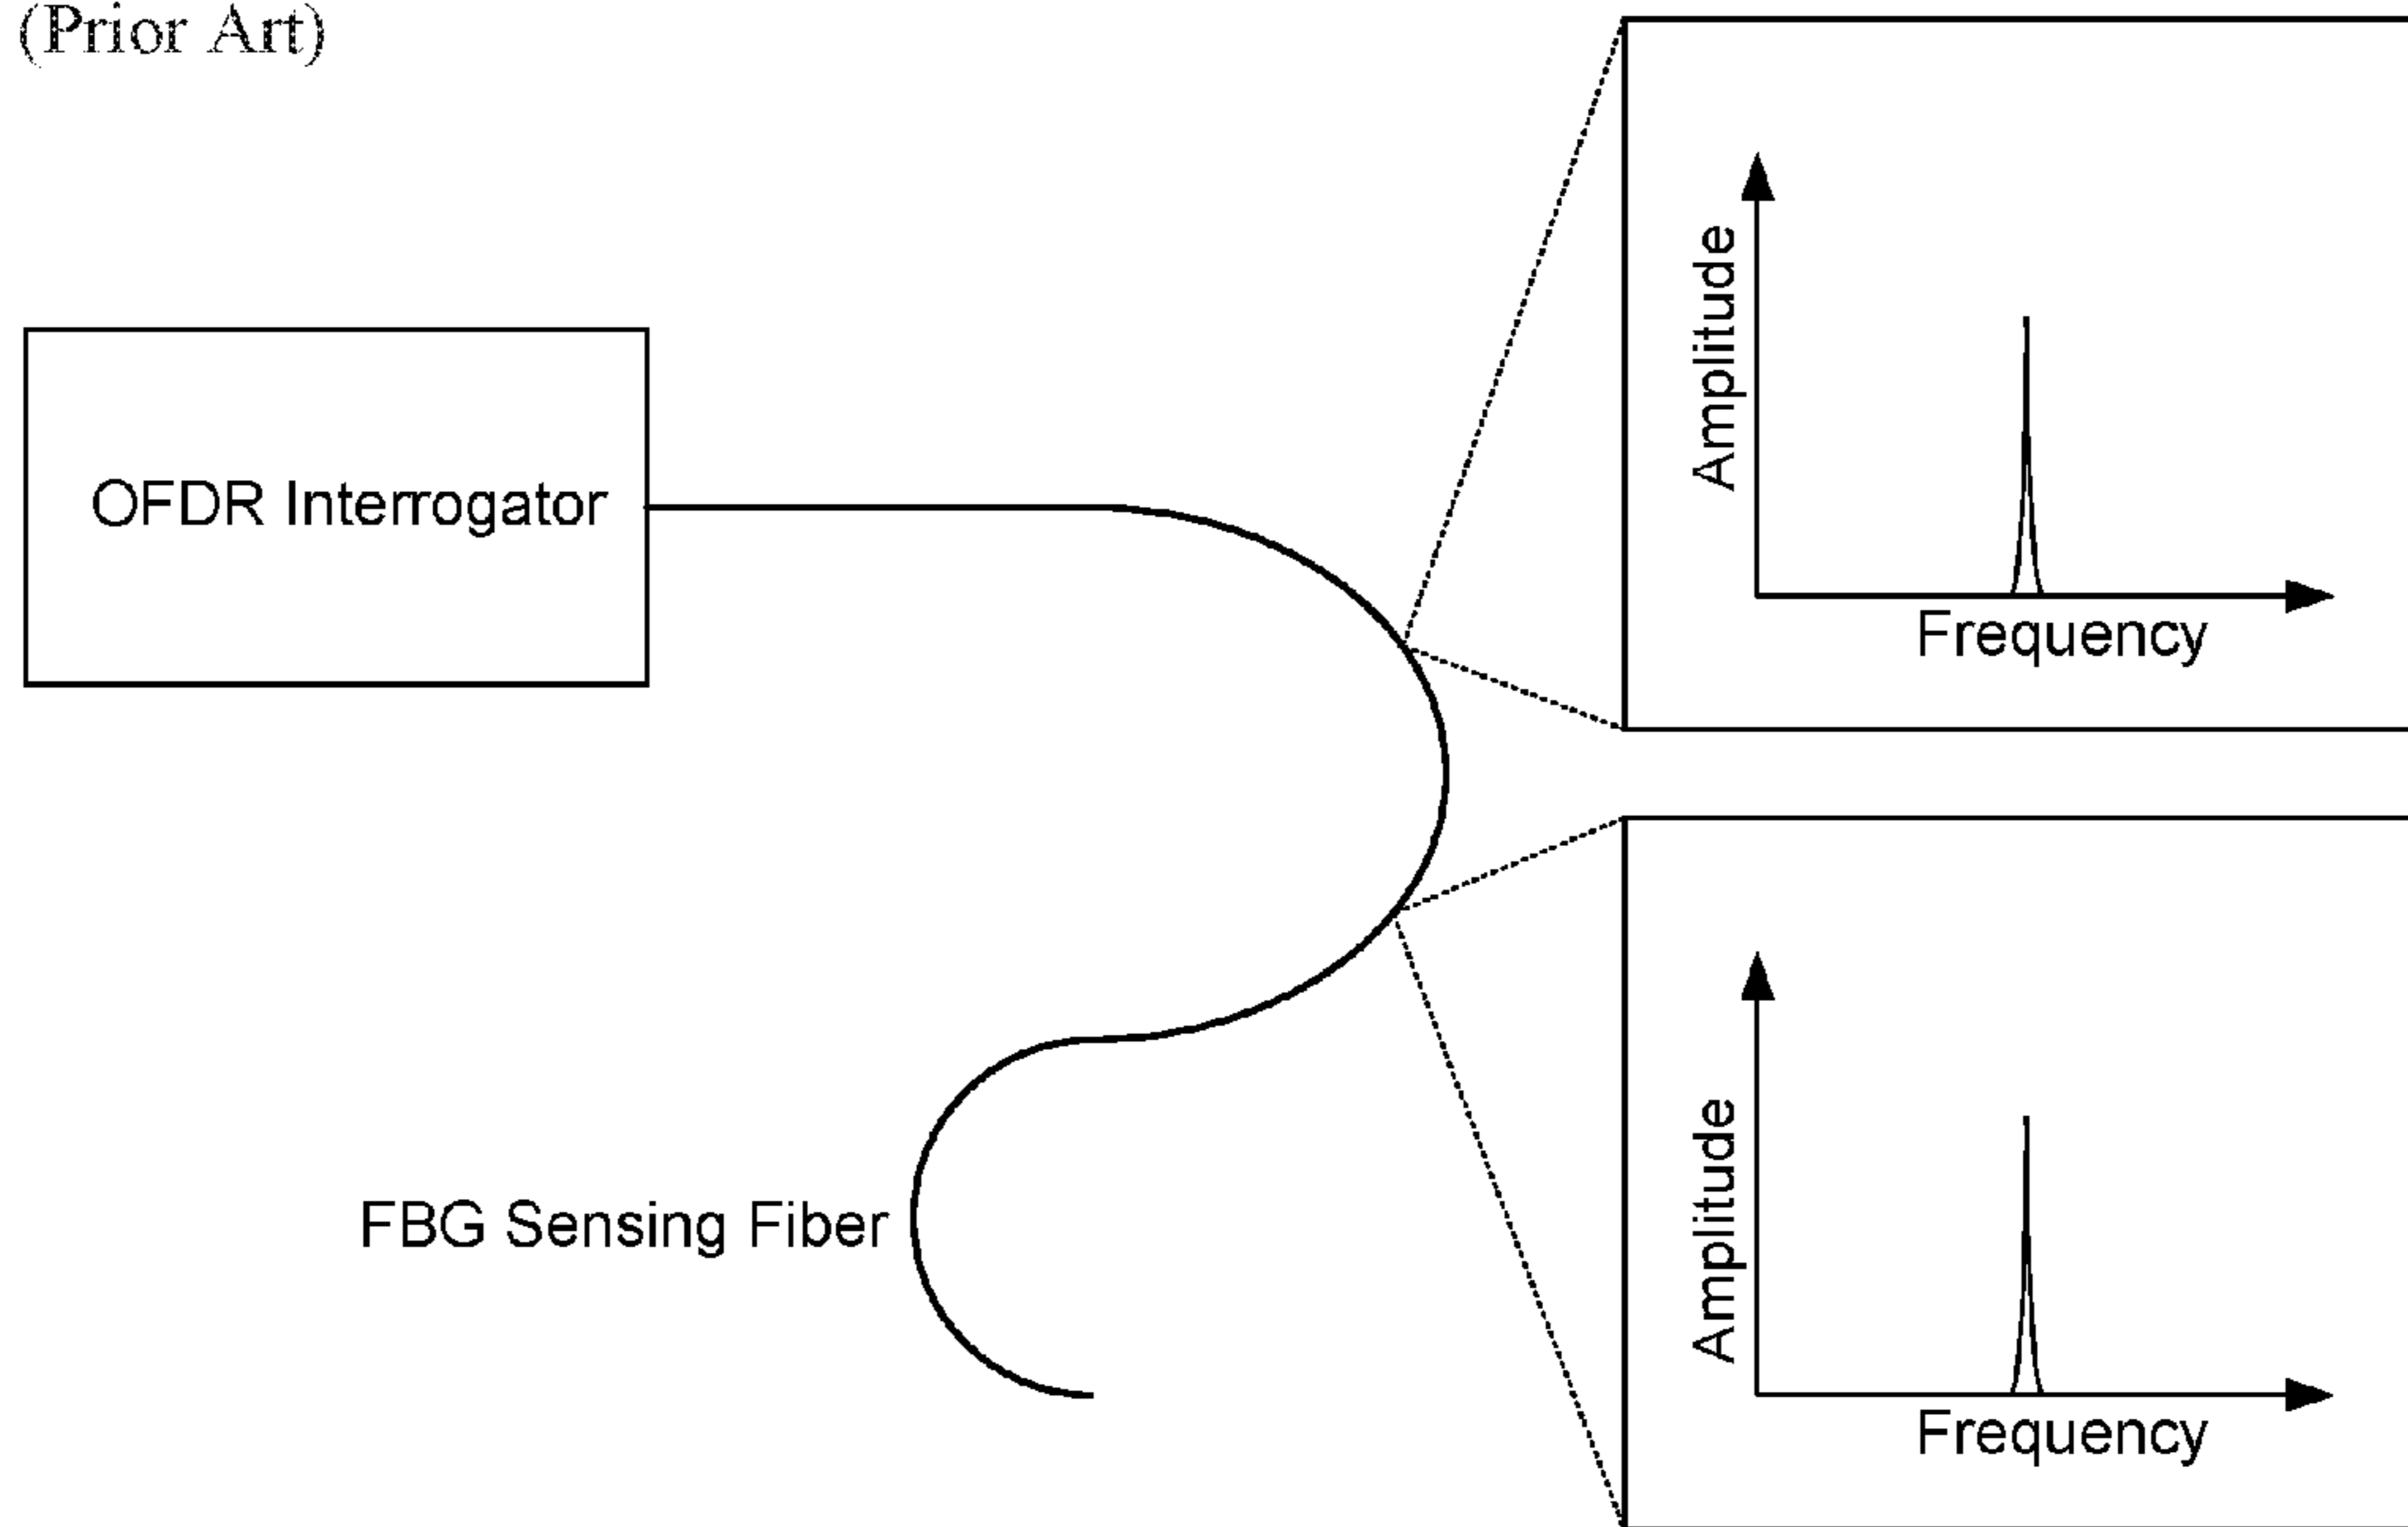 (Prior Art)
OFDR Interrogator
Amplitude
Frequency
FBG Sensing Fiber
Amplitude
Frequency